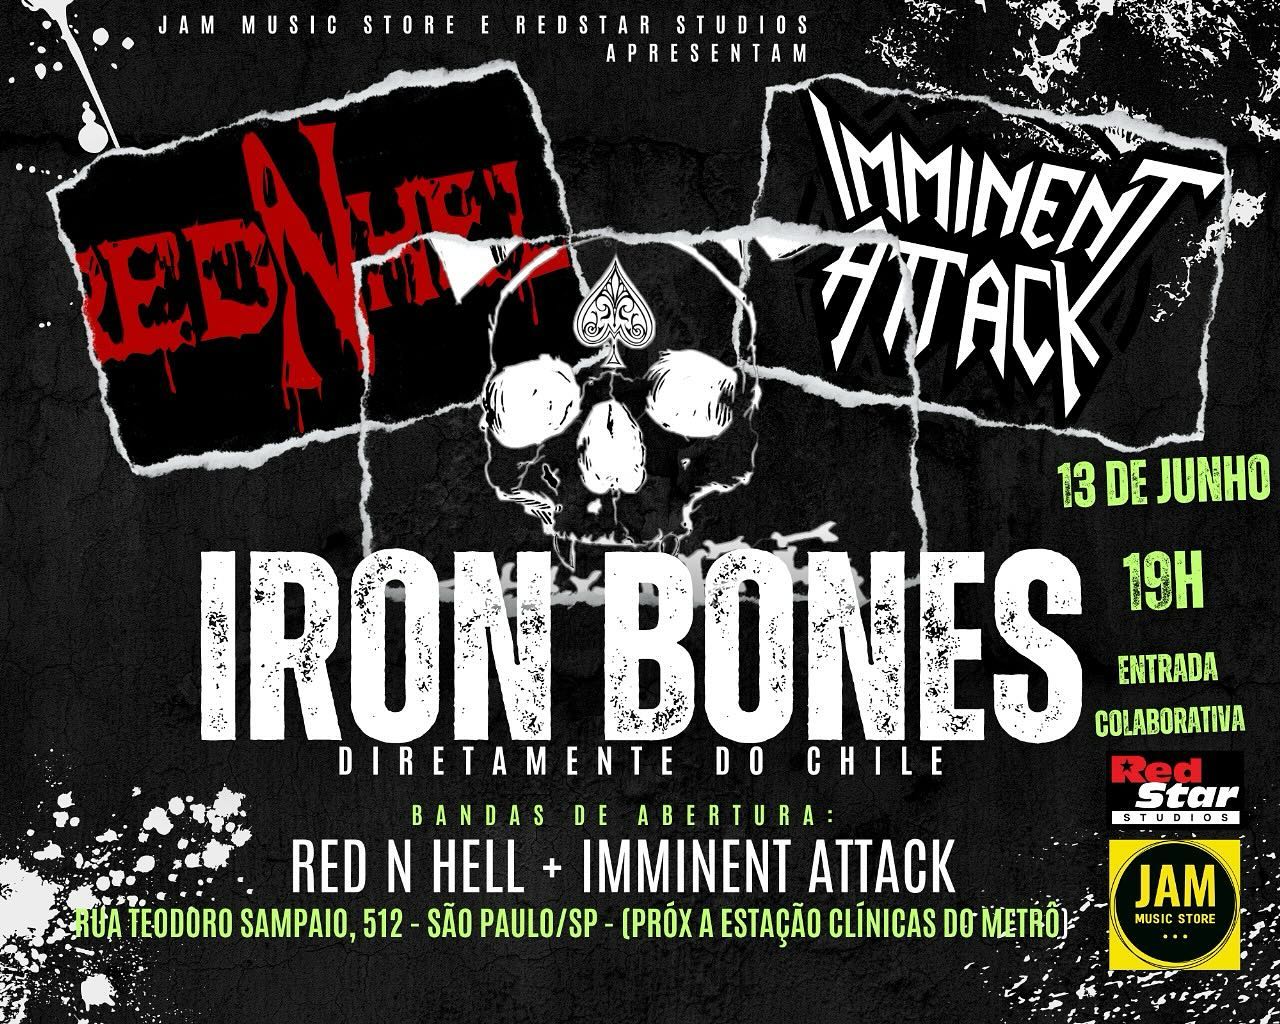 JAM MUSIC STORE E REDSTAR STUDIOS
APRESENTAM
REDNHELL
IMMINENT
ATTACK
13 DE JUNHO
19H
ENTRADA
COLABORATIVA
IRON BONES
DIRETAMENTE DO CHILE
BANDAS DE ABERTURA:
RED N HELL + IMMINENT ATTACK
RUA TEODORO SAMPAIO, 512 - SÃO PAULO/SP - (PRÓX A ESTAÇÃO CLÍNICAS DO METRÔ)
Red
Star
STUDIOS
JAM
MUSIC STORE